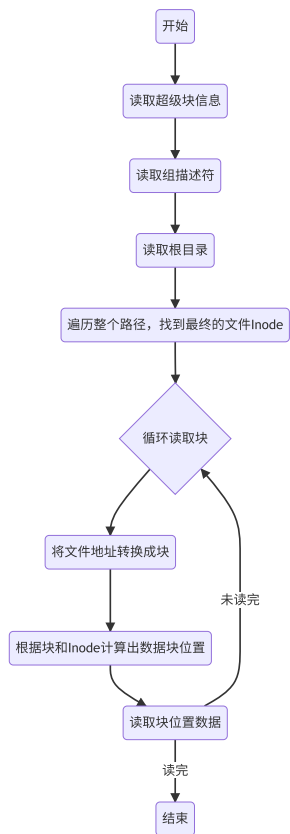 开始
读取超级块信息
读取组描述符
读取根目录
遍历整个路径，找到最终的文件Inode
循环读取块
将文件地址转换成块
未读完
根据块和Inode计算出数据块位置
读取块位置数据
读完
结束